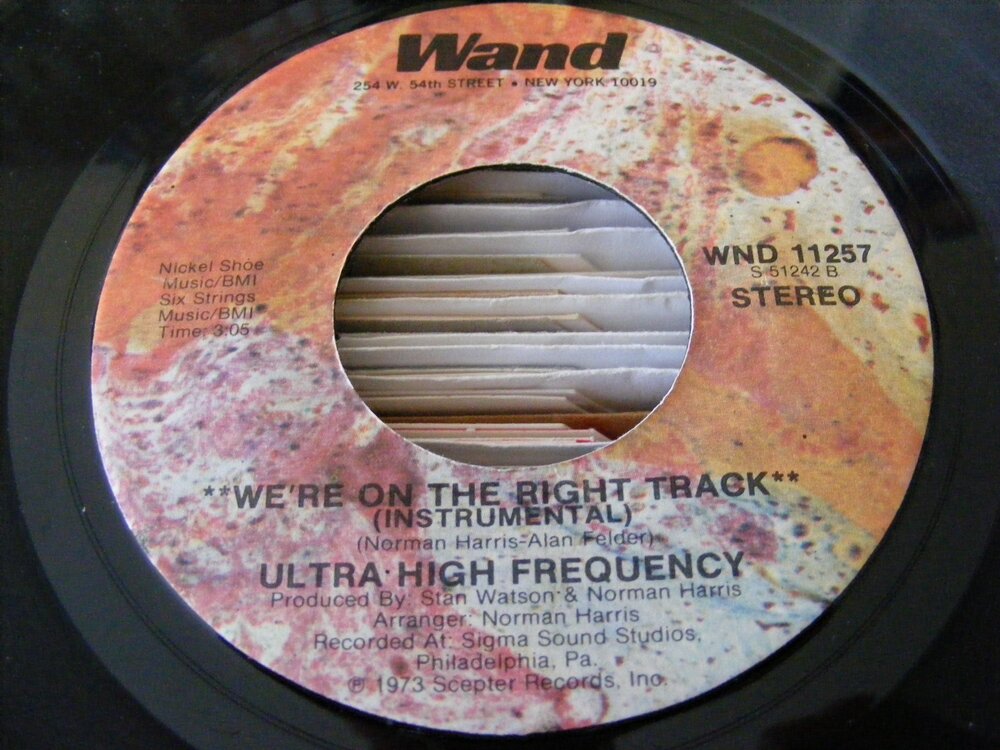 Wand
254 W. 54th STREET • NEW YORK 10019
Nickel Shoe
Music/BMI
Six Strings
Music/BMI
Time: 3:05
WND 11257
S 51242 B
STEREO
**WE'RE ON THE RIGHT TRACK**
(INSTRUMENTAL)
(Norman Harris-Alan Felder)
ULTRA HIGH FREQUENCY
Produced By: Stan Watson & Norman Harris
Arranger: Norman Harris
Recorded At: Sigma Sound Studios,
Philadelphia, Pa.
℗ 1973 Scepter Records, Inc.